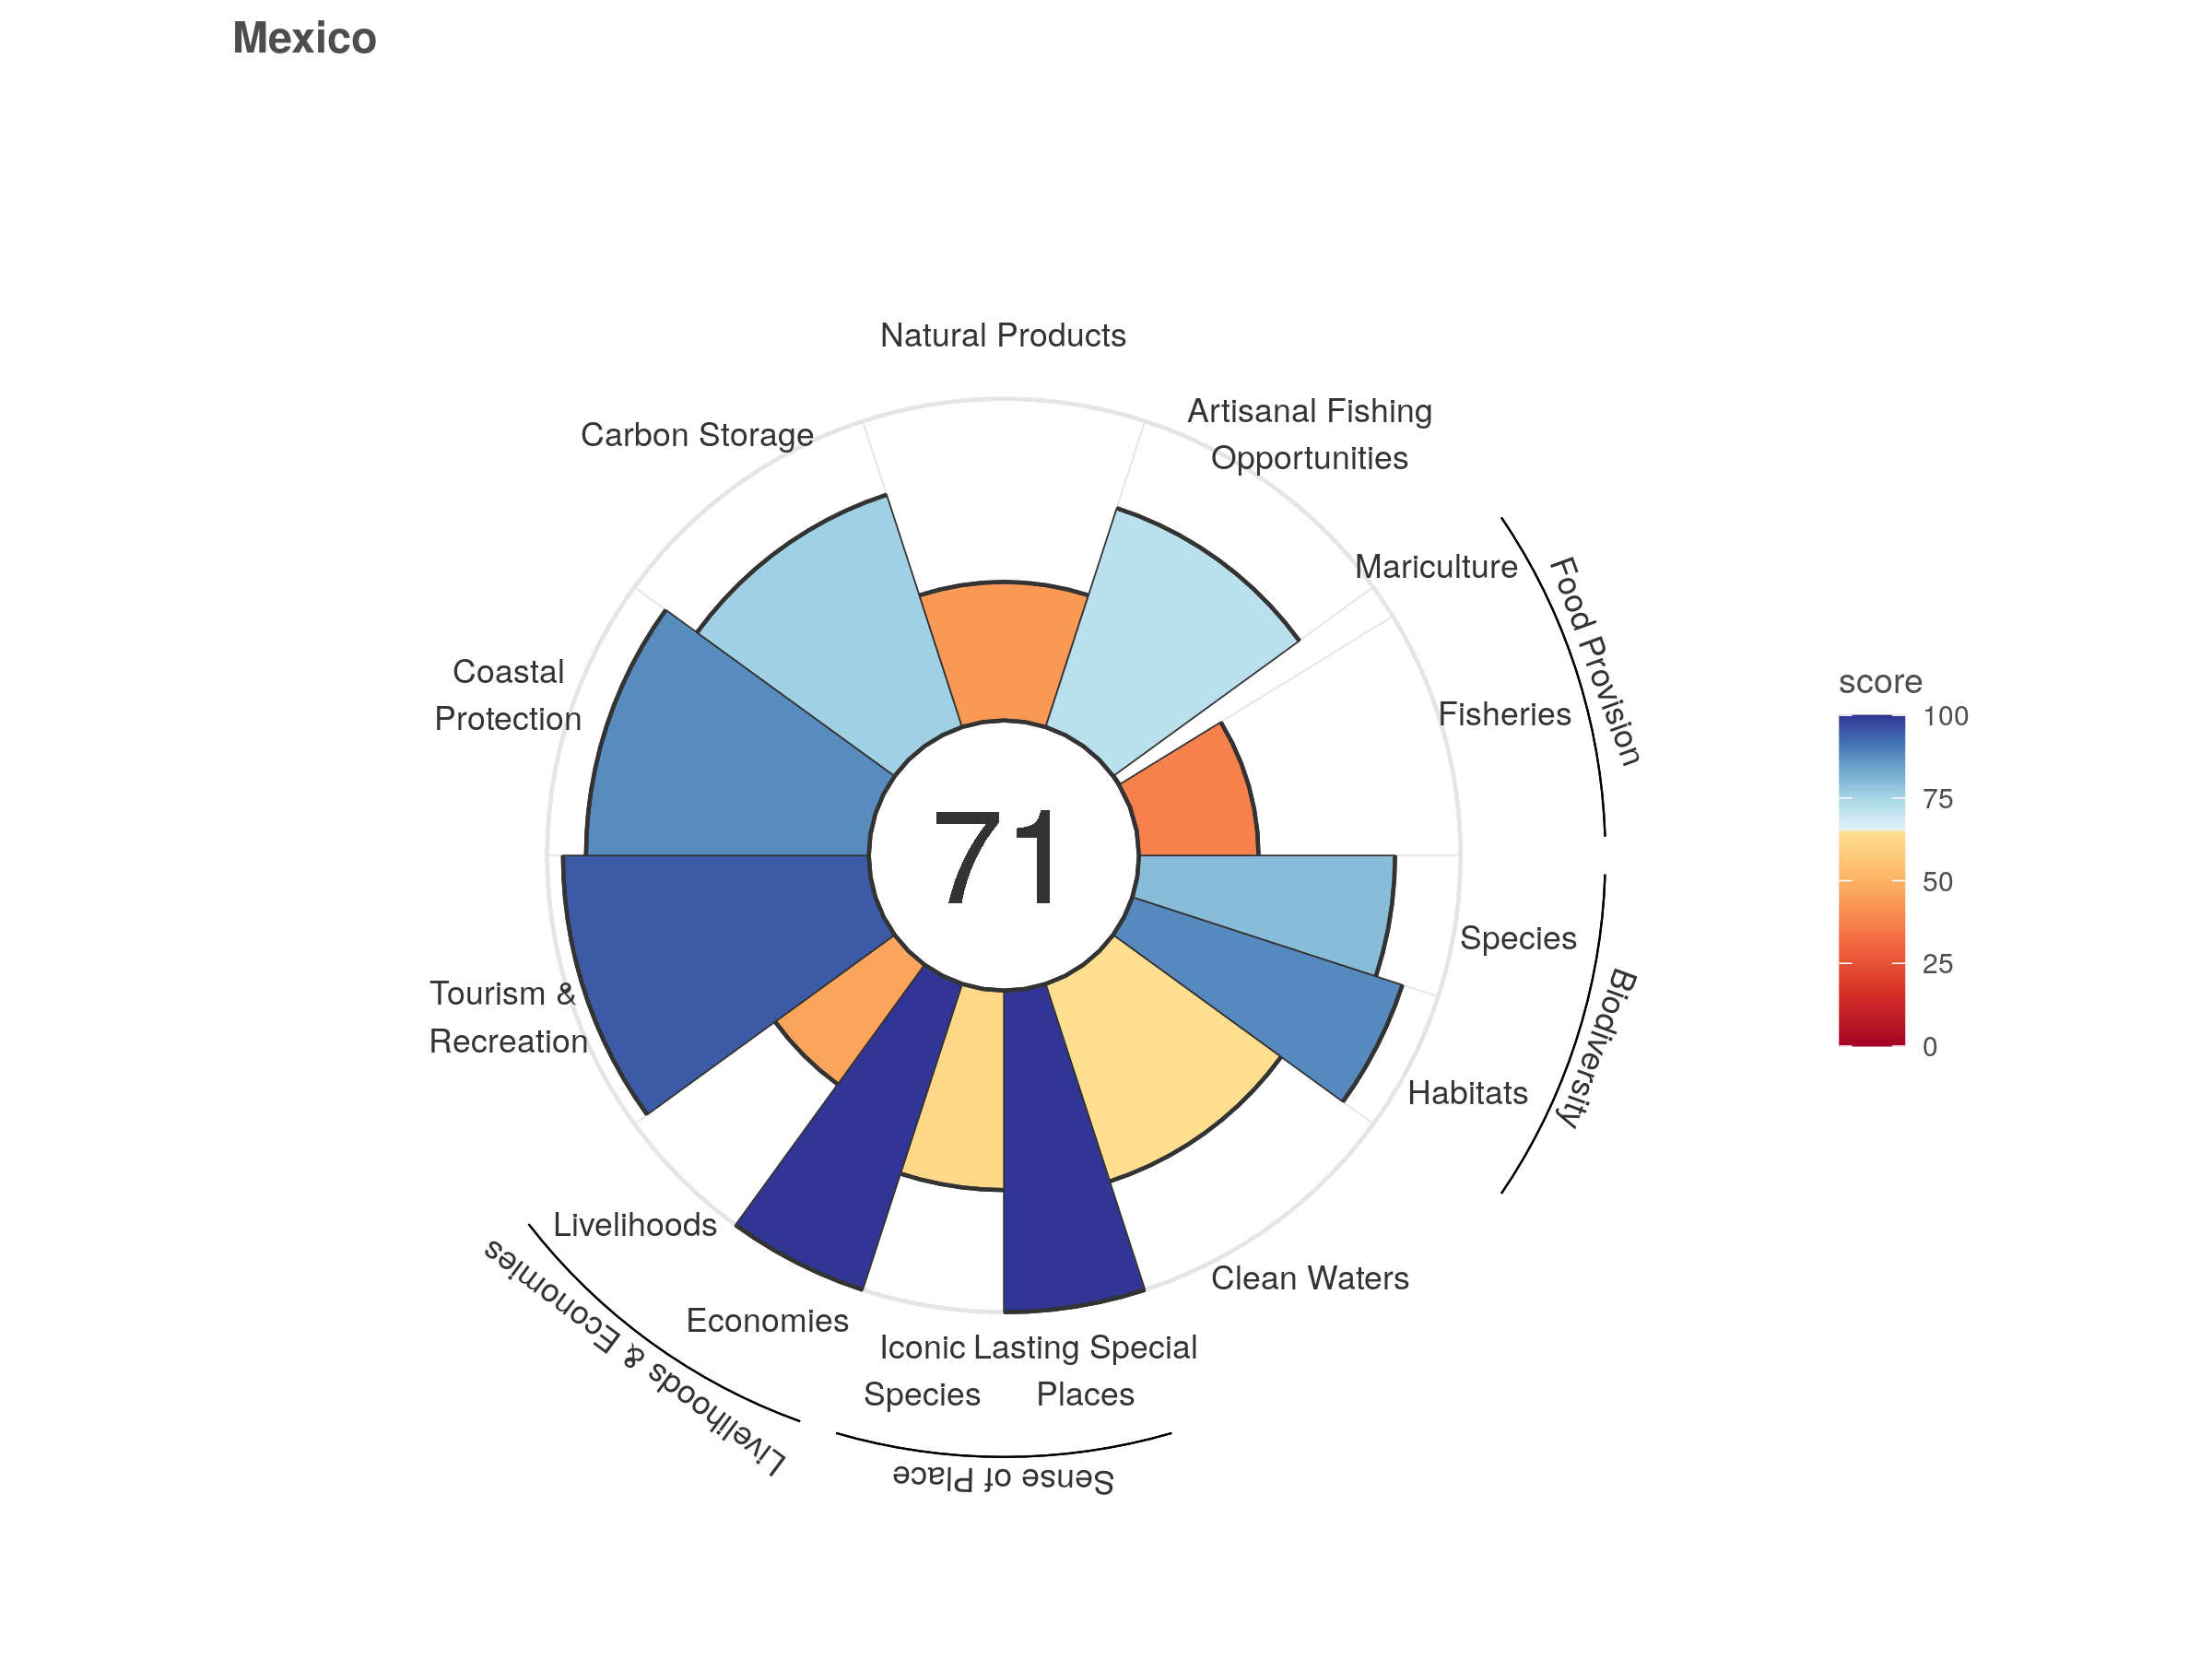 Mexico
Natural Products
Artisanal Fishing
Opportunities
Carbon Storage
Mariculture
Food Provision
Coastal
Protection
Fisheries
score
100
75
50
25
0
71
Species
Biodiversity
Tourism &
Recreation
Habitats
Livelihoods
Clean Waters
Economies
Livelihoods & Economies
Iconic
Species
Lasting Special
Places
Sense of Place